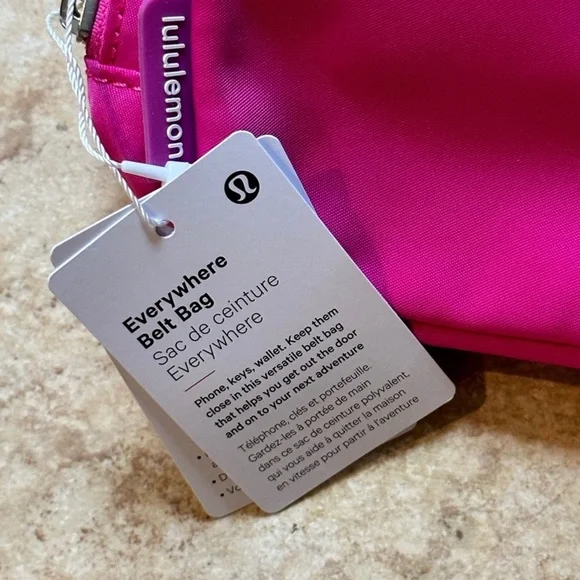 lululemon
Everywhere
Belt Bag
Sac de ceinture
Everywhere
Phone, keys, wallet. Keep them
close in this versatile belt bag
that helps you get out the door
and on to your next adventure
Téléphone, clés et portefeuille.
Gardez-les à portée de main
dans ce sac de ceinture polyvalent,
qui vous aide à quitter la maison
en vitesse pour partir à l'aventure